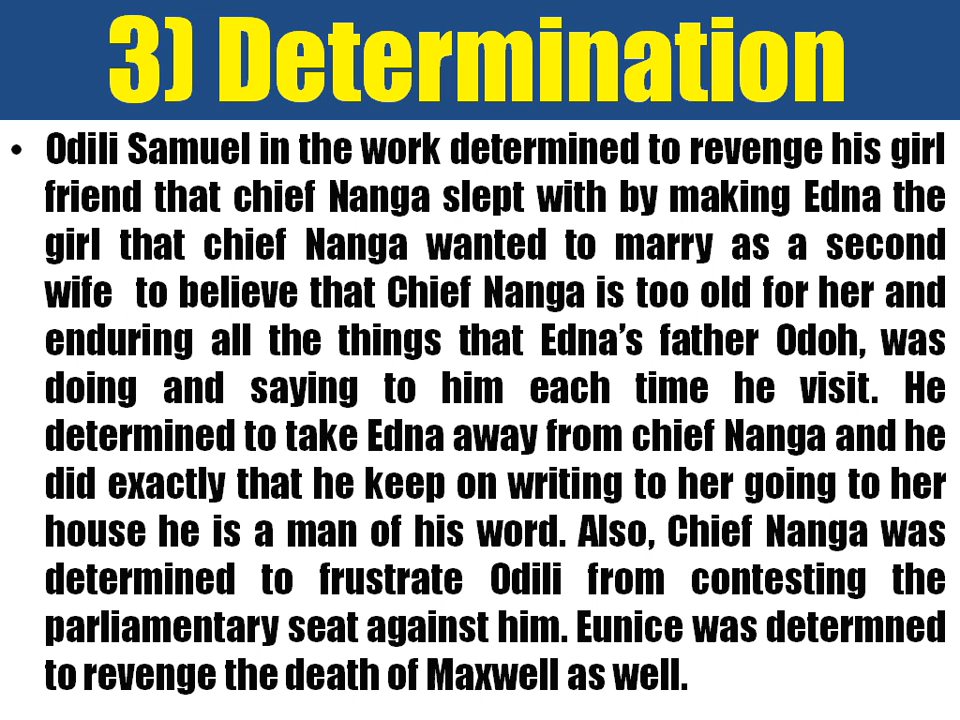 3) Determination
• Odili Samuel in the work determined to revenge his girl
friend that chief Nanga slept with by making Edna the
girl that chief Nanga wanted to marry as a second
wife to believe that Chief Nanga is too old for her and
enduring all the things that Edna’s father Odoh, was
doing and saying to him each time he visit. He
determined to take Edna away from chief Nanga and he
did exactly that he keep on writing to her going to her
house he is a man of his word. Also, Chief Nanga was
determined to frustrate Odili from contesting the
parliamentary seat against him. Eunice was determned
to revenge the death of Maxwell as well.